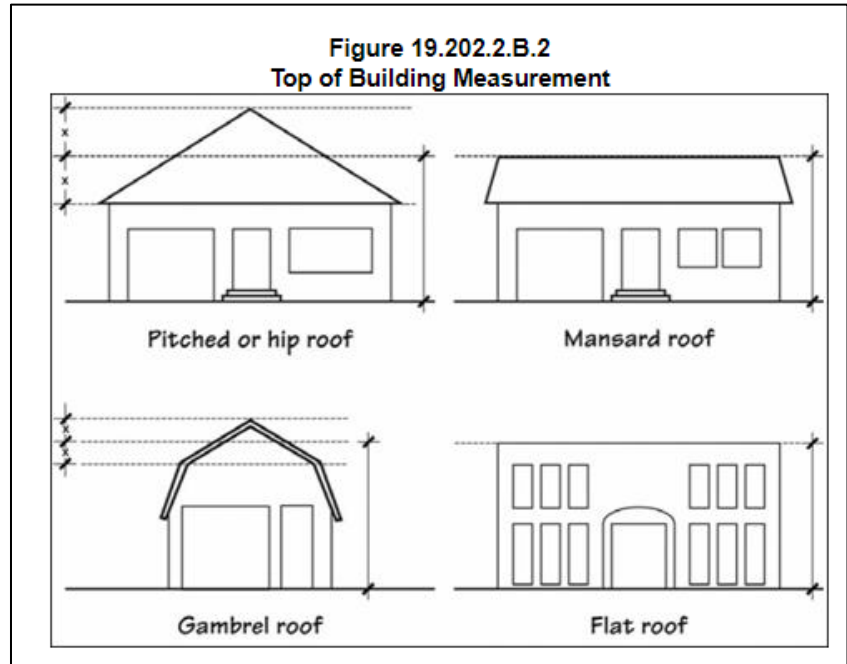 Figure 19.202.2.B.2
Top of Building Measurement
x
x
Pitched or hip roof
Mansard roof
x
x
Gambrel roof
Flat roof